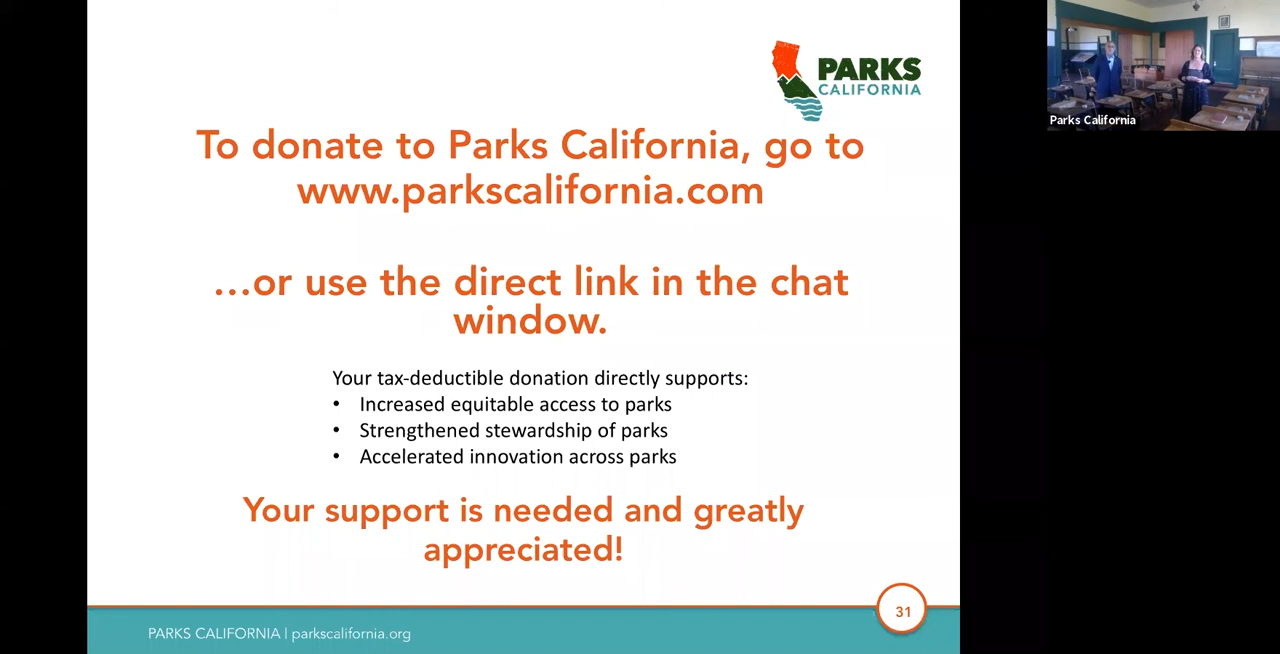 PARKS
CALIFORNIA
Parks California
To donate to Parks California, go to
www.parkscalifornia.com
...or use the direct link in the chat
window.
Your tax-deductible donation directly supports:
• Increased equitable access to parks
• Strengthened stewardship of parks
• Accelerated innovation across parks
Your support is needed and greatly
appreciated!
31
PARKS CALIFORNIA | parkscalifornia.org